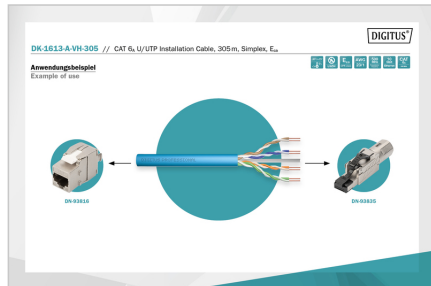 DIGITUS®
DK-1613-A-VH-305 // CAT 6A U/UTP Installation Cable, 305 m, Simplex, Eca
Anwendungsbeispiel
Example of use
DN-93816
DN-93835